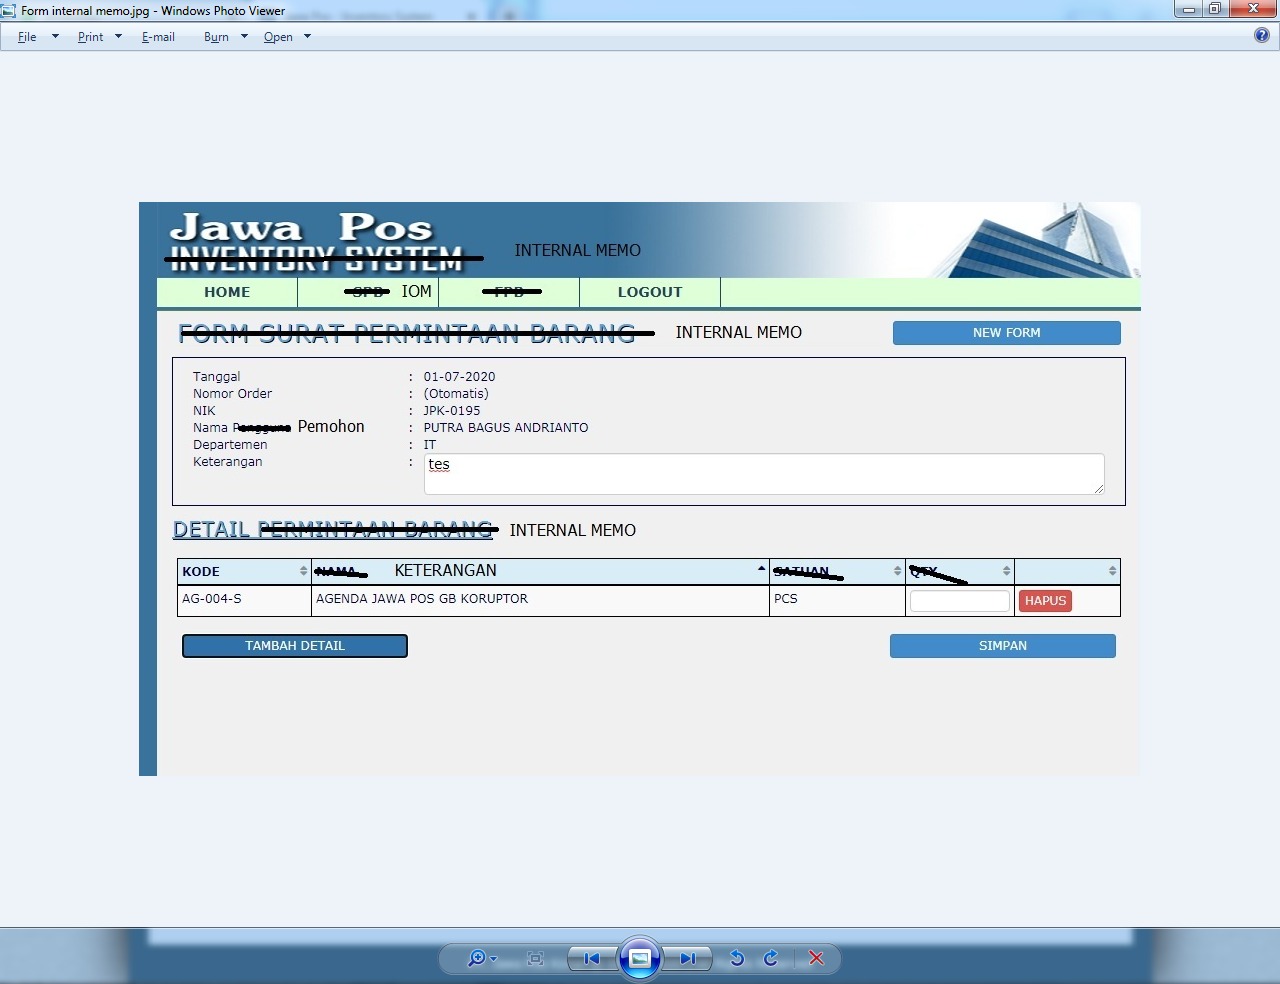 Form internal memo.jpg - Windows Photo Viewer
File Print E-mail Burn Open
Jawa Pos
INVENTORY SYSTEM INTERNAL MEMO
HOME SPB IOM FPB LOGOUT
FORM SURAT PERMINTAAN BARANG INTERNAL MEMO NEW FORM
Tanggal : 01-07-2020
Nomor Order : (Otomatis)
NIK : JPK-0195
Nama Pengguna Pemohon : PUTRA BAGUS ANDRIANTO
Departemen : IT
Keterangan : tes
DETAIL PERMINTAAN BARANG INTERNAL MEMO
KODE NAMA KETERANGAN SATUAN QTY
AG-004-S AGENDA JAWA POS GB KORUPTOR PCS HAPUS
TAMBAH DETAIL SIMPAN